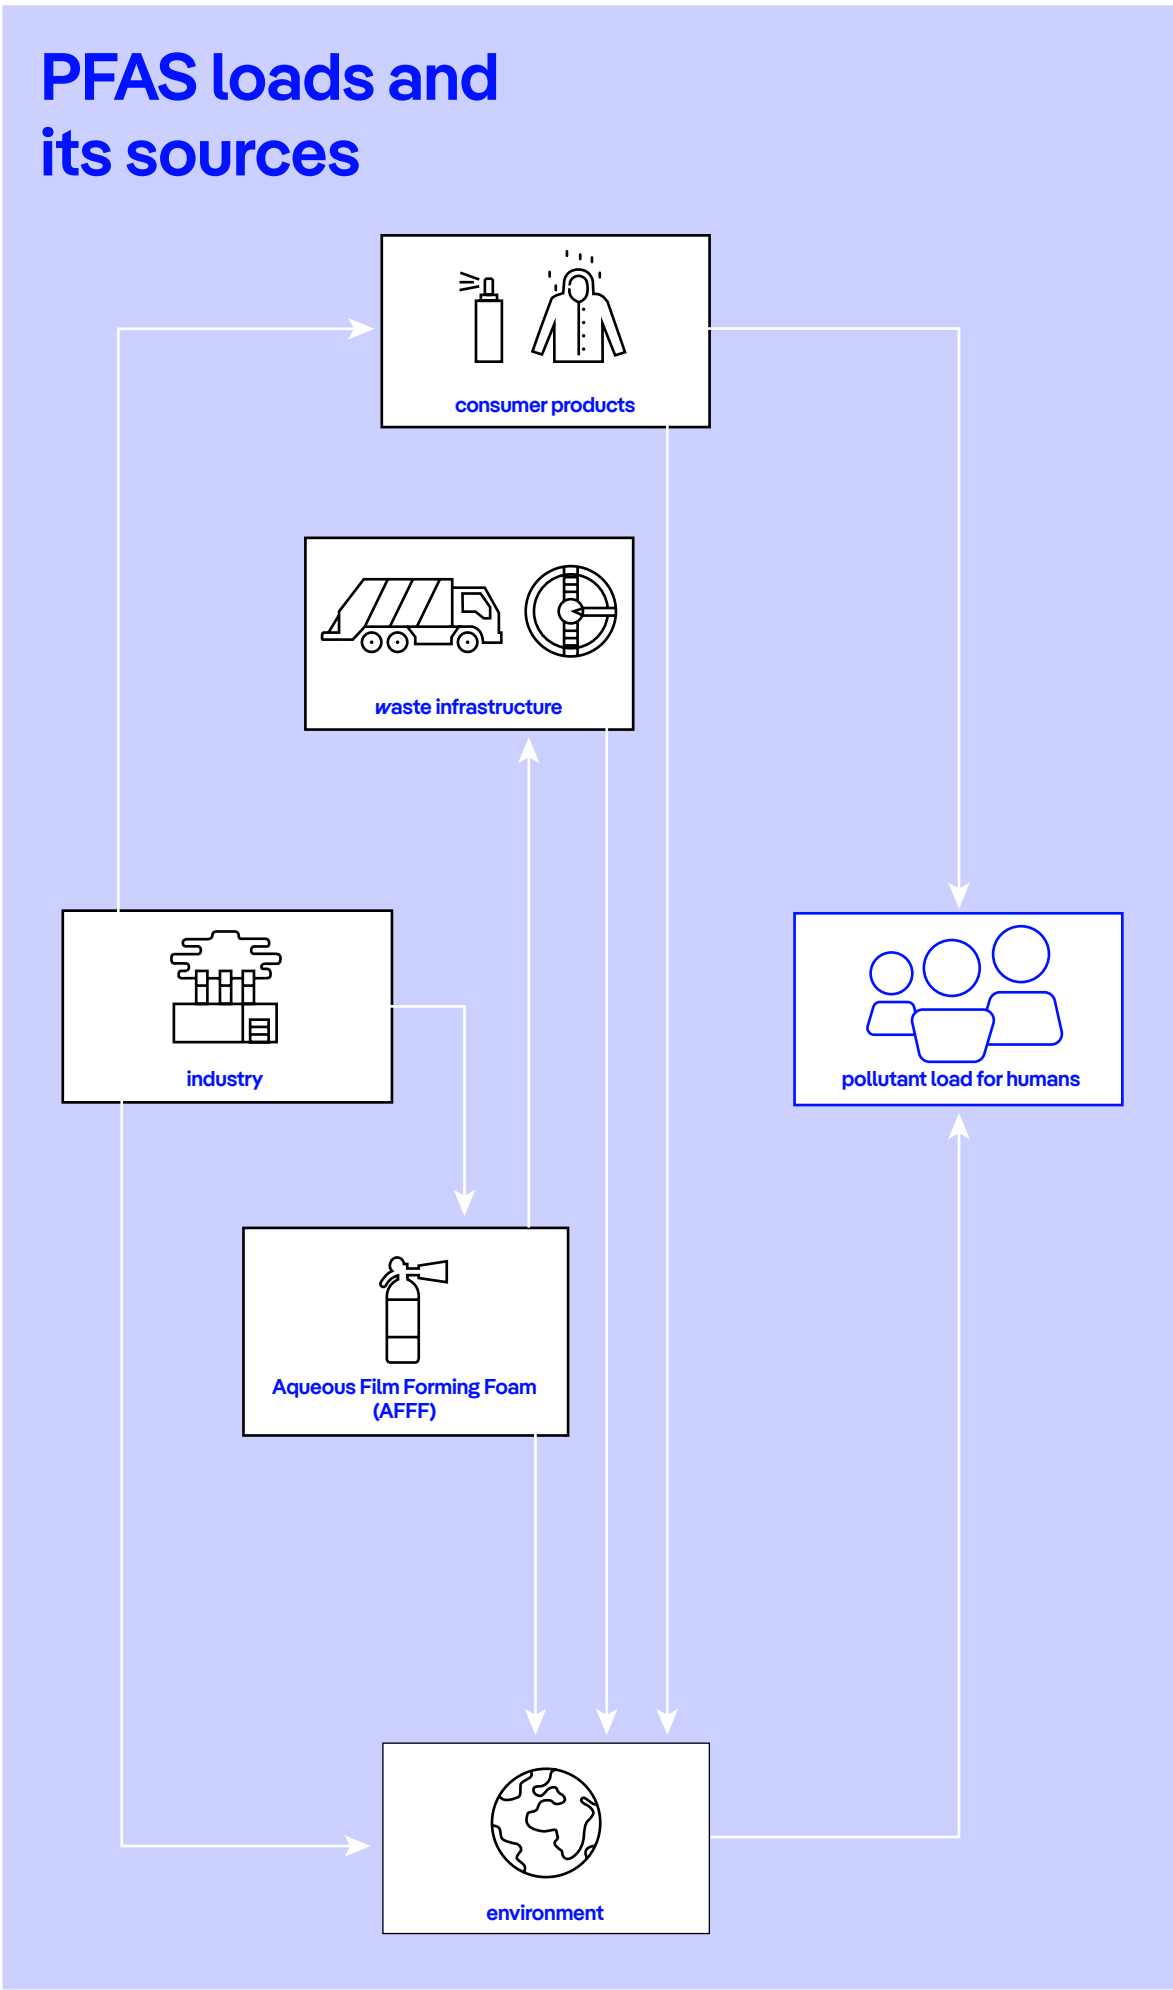 PFAS loads and
its sources
consumer products
waste infrastructure
industry
pollutant load for humans
Aqueous Film Forming Foam
(AFFF)
environment